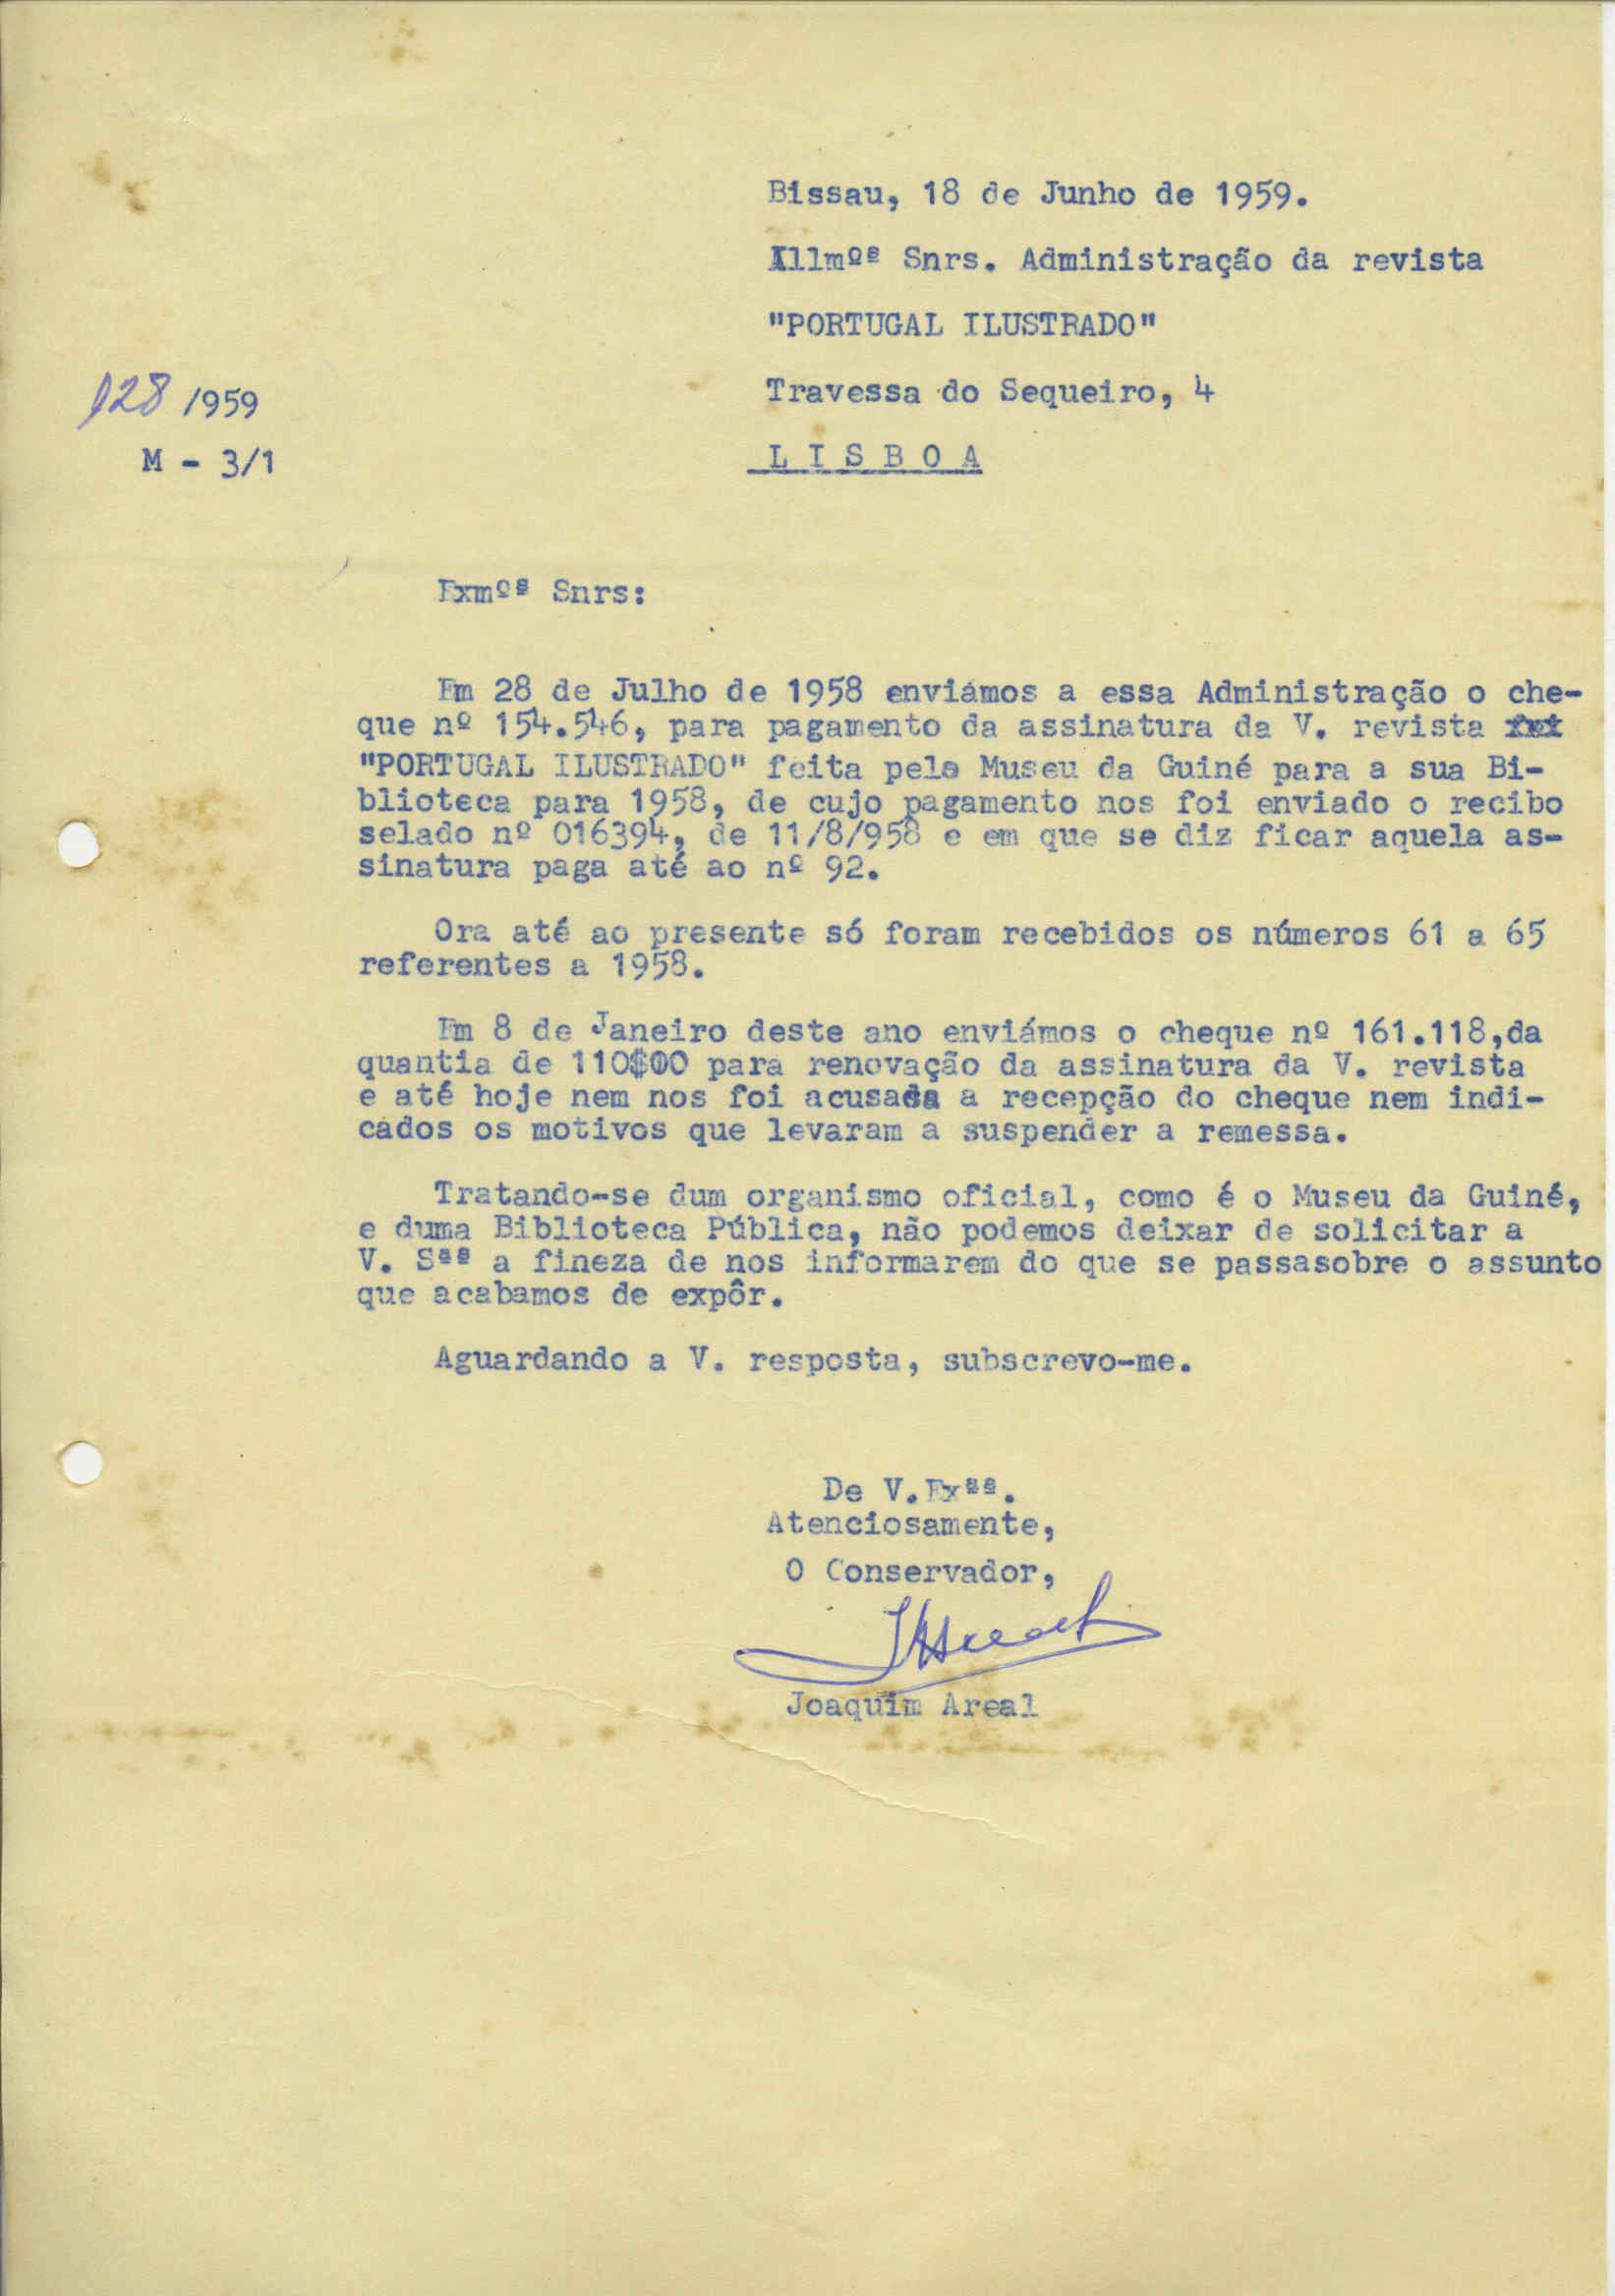 Bissau, 18 de Junho de 1959.
Illmºª Snrs. Administração da revista
"PORTUGAL ILUSTRADO"
Travessa do Sequeiro, 4
128 /1959
M - 3/1
L I S B O A
Exmºª Snrs:
Em 28 de Julho de 1958 enviámos a essa Administração o che-
que nº 154.546, para pagamento da assinatura da V. revista
"PORTUGAL ILUSTRADO" feita pelo Museu da Guiné para a sua Bi-
blioteca para 1958, de cujo pagamento nos foi enviado o recibo
selado nº 016394, de 11/8/958 e em que se diz ficar aquela as-
sinatura paga até ao nº 92.
Ora até ao presente só foram recebidos os números 61 a 65
referentes a 1958.
Em 8 de Janeiro deste ano enviámos o cheque nº 161.118,da
quantia de 110$00 para renovação da assinatura da V. revista
e até hoje nem nos foi acusada a recepção do cheque nem indi-
cados os motivos que levaram a suspender a remessa.
Tratando-se dum organismo oficial, como é o Museu da Guiné,
e duma Biblioteca Pública, não podemos deixar de solicitar a
V. Sªª a fineza de nos informarem do que se passasobre o assunto
que acabamos de expôr.
Aguardando a V. resposta, subscrevo-me.
De V.Exªª.
Atenciosamente,
O Conservador,
Joaquim Areal